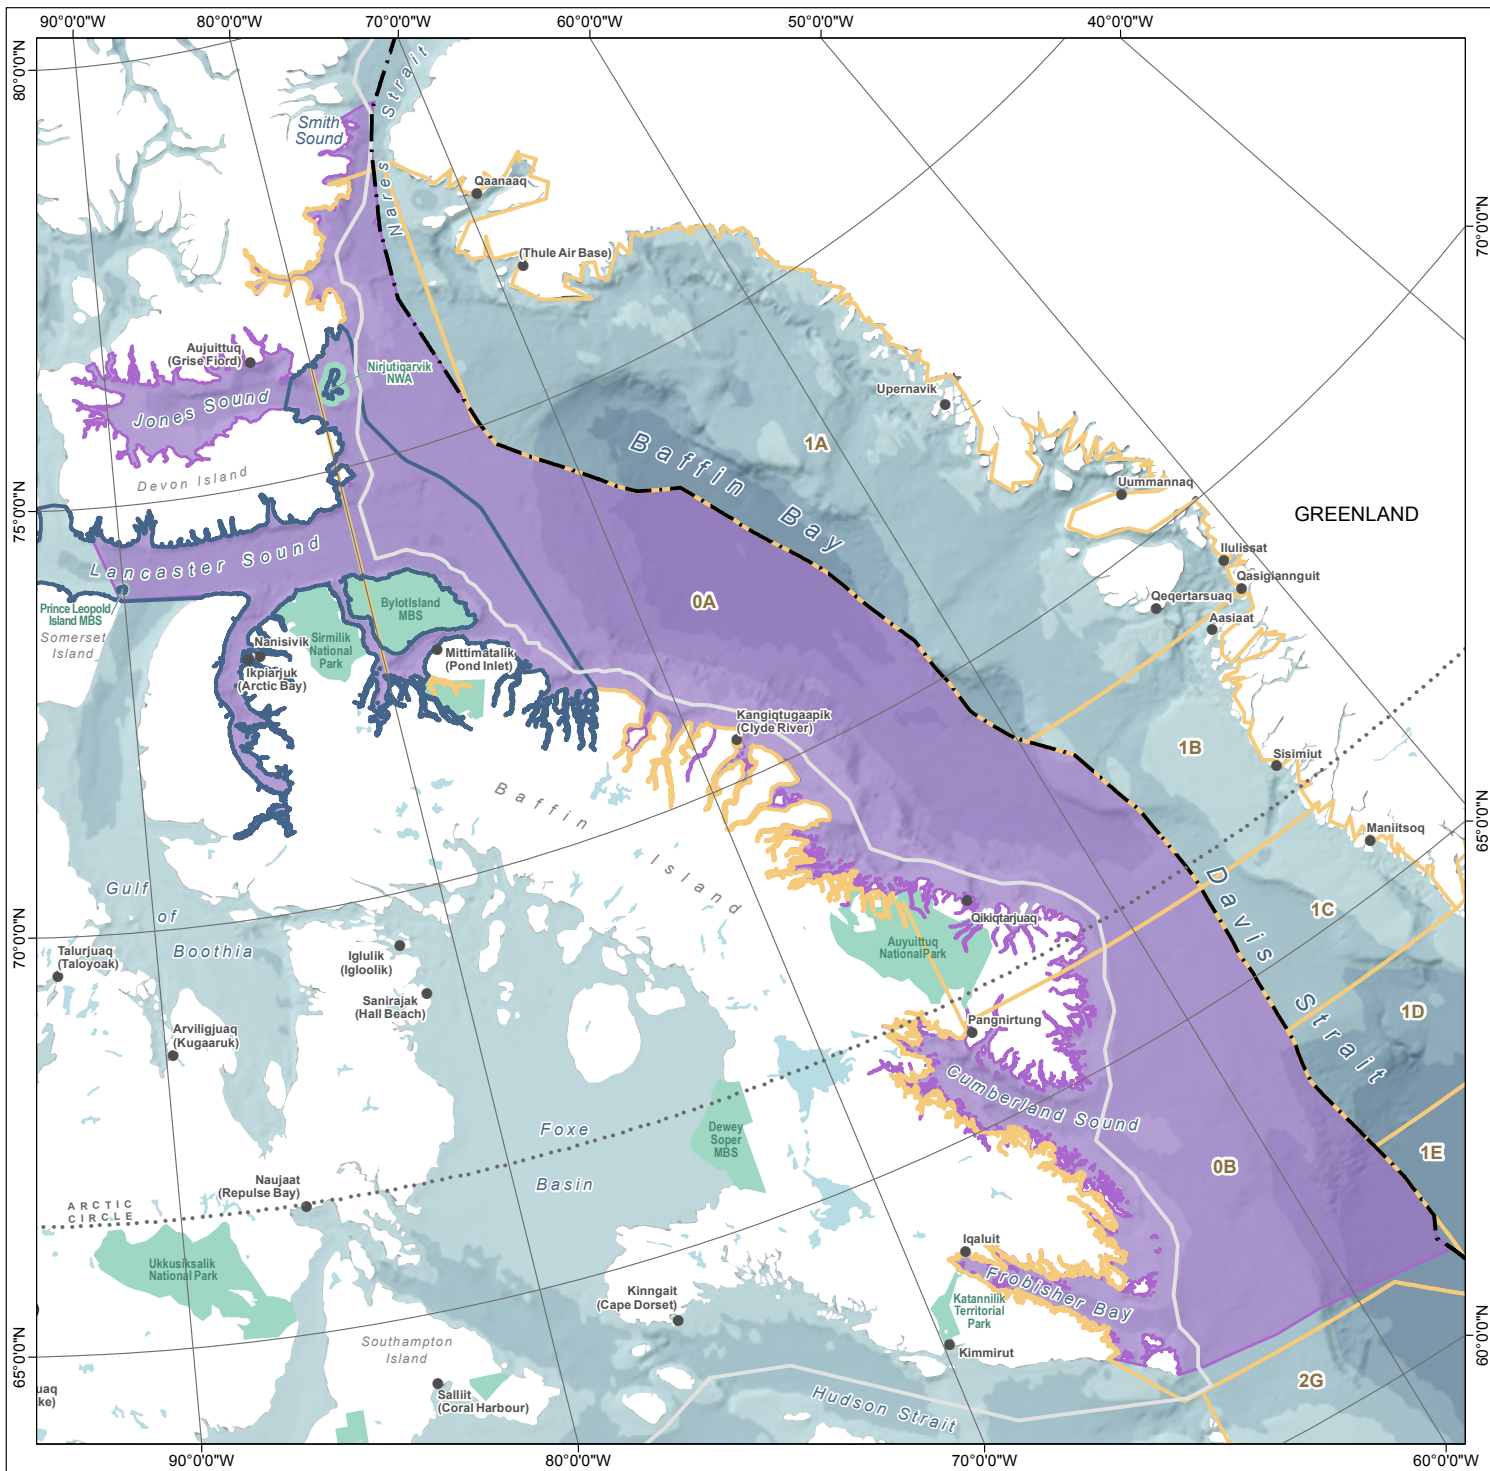 90°0'0"W
80°0'0"W
70°0'0"W
60°0'0"W
50°0'0"W
40°0'0"W
80°0'0"N
75°0'0"N
70°0'0"N
65°0'0"N
70°0'0"N
65°0'0"N
60°0'0"N
Nares Strait
Smith
Sound
Nares
Qaanaaq
(Thule Air Base)
Aujuittuq
(Grise Fiord)
Nirjutiqarvik
NWA
Jones Sound
Devon Island
Upernavik
1A
Baffin Bay
Uummannaq
GREENLAND
Lancaster Sound
Ilulissat
Qasigiannguit
Qeqertarsuaq
Aasiaat
Prince Leopold
Island MBS
Somerset
Island
BylotIsland
MBS
Sirmilik
National
Park
0A
Nanisivik
Ikpiarjuk
(Arctic Bay)
Mittimatalik
(Pond Inlet)
Kangiqtugaapik
(Clyde River)
1B
Sisimiut
Maniitsoq
Baffin Island
Gulf
of
Boothia
Davis Strait
1C
Qikiqtarjuaq
Auyuittuq
NationalPark
Talurjuaq
(Taloyoak)
Iglulik
(Igloolik)
Sanirajak
(Hall Beach)
1D
Pangnirtung
Arviligjuaq
(Kugaaruk)
Cumberland Sound
Foxe
Basin
Dewey
Soper
MBS
1E
0B
Naujaat
(Repulse Bay)
ARCTIC
CIRCLE
Ukkusiksalik
National Park
Iqaluit
Frobisher Bay
Kinngait
(Cape Dorset)
Katannilik
Territorial
Park
Kimmirut
Southampton
Island
2G
Salliit
(Coral Harbour)
uaq
ke)
Hudson Strait
90°0'0"W
80°0'0"W
70°0'0"W
60°0'0"W